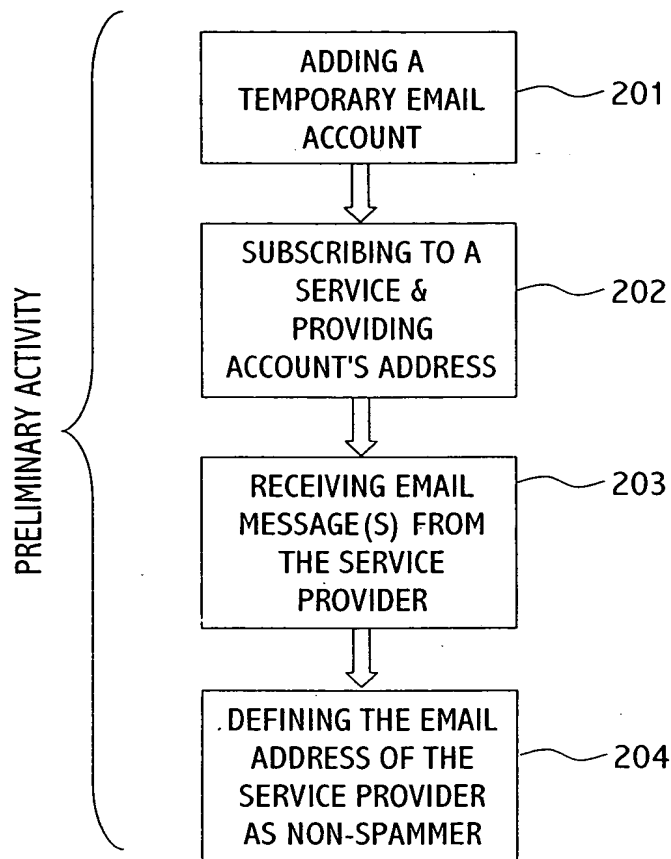 PRELIMINARY ACTIVITY
ADDING A
TEMPORARY EMAIL
ACCOUNT
201
SUBSCRIBING TO A
SERVICE &
PROVIDING
ACCOUNT'S ADDRESS
202
RECEIVING EMAIL
MESSAGE(S) FROM
THE SERVICE
PROVIDER
203
DEFINING THE EMAIL
ADDRESS OF THE
SERVICE PROVIDER
AS NON-SPAMMER
204